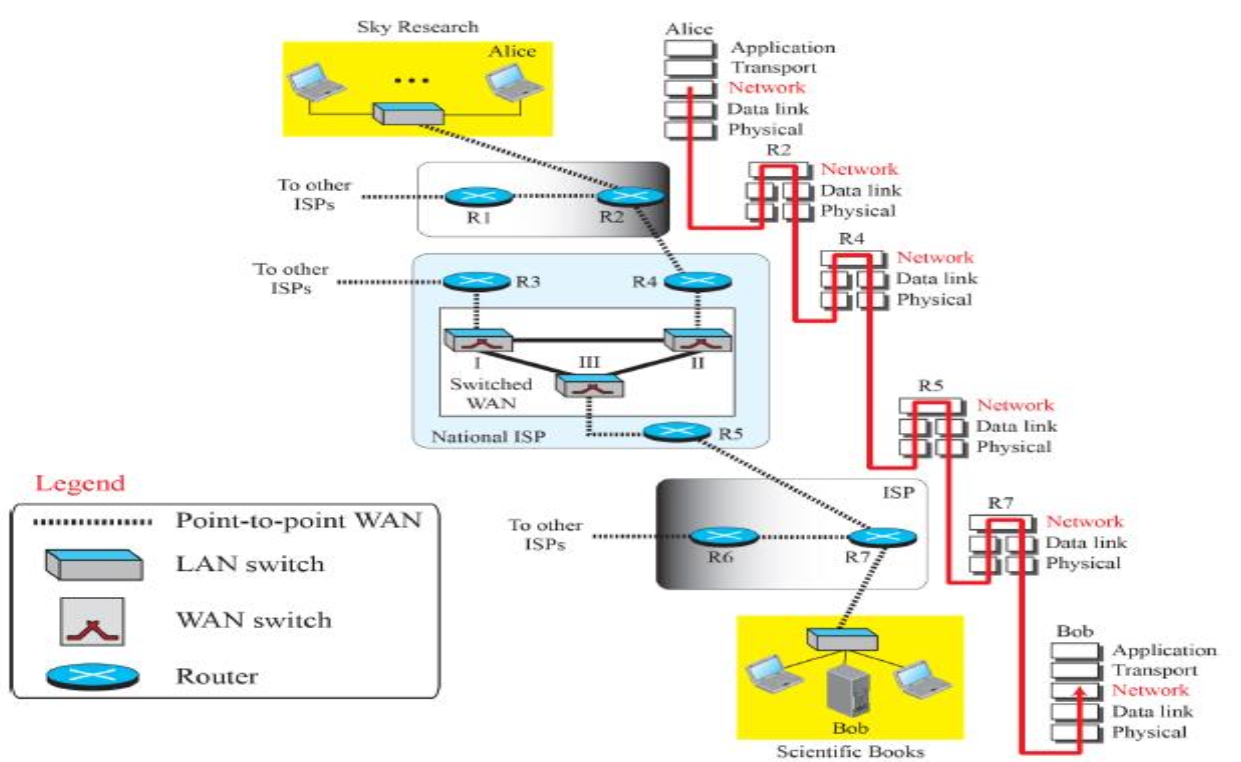 Sky Research
Alice
Alice
Application
Transport
Network
Data link
Physical
To other
ISPs
R1
R2
R2
Network
Data link
Physical
To other
ISPs
R3
R4
R4
Network
Data link
Physical
I
III
II
Switched
WAN
National ISP
R5
R5
Network
Data link
Physical
Legend
Point-to-point WAN
LAN switch
WAN switch
Router
To other
ISPs
ISP
R6
R7
R7
Network
Data link
Physical
Bob
Scientific Books
Bob
Application
Transport
Network
Data link
Physical